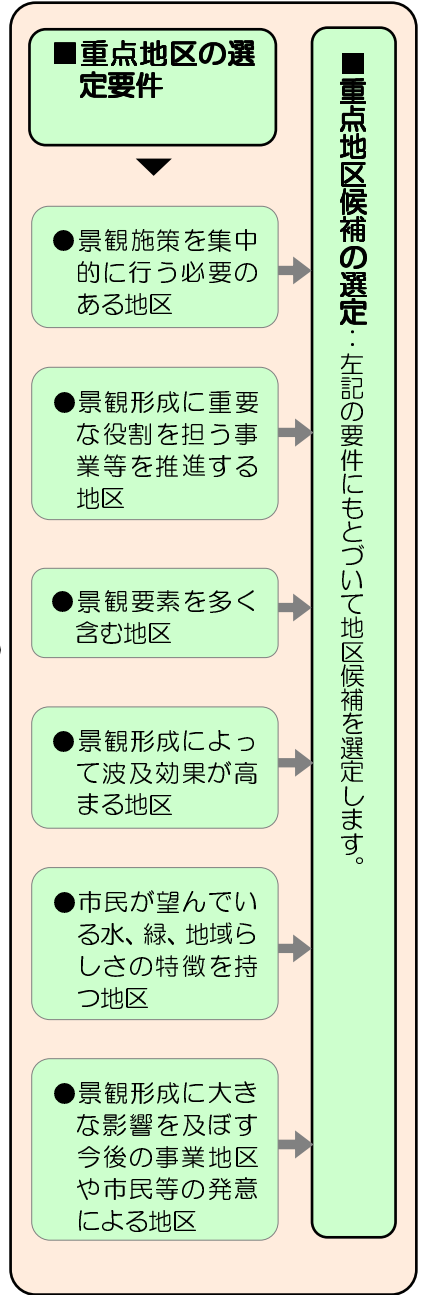 ■重点地区の選
定要件
●景観施策を集中
的に行う必要の
ある地区
●景観形成に重要
な役割を担う事
業等を推進する
地区
●景観要素を多く
含む地区
●景観形成によっ
て波及効果が高
まる地区
●市民が望んでい
る水、緑、地域ら
しさの特徴を持
つ地区
●景観形成に大き
な影響を及ぼす
今後の事業地区
や市民等の発意
による地区
■重点地区候補の選定：左記の要件にもとづいて地区候補を選定します。